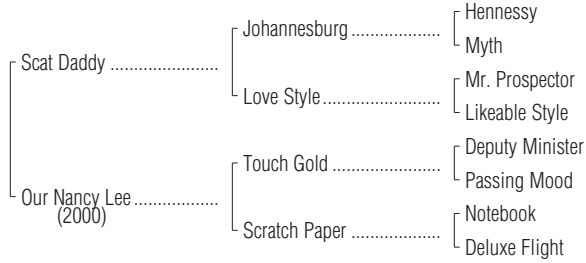 Hennessy
Johannesburg ....................
Myth
Scat Daddy ........................
Mr. Prospector
Love Style..........................
Likeable Style
Deputy Minister
Touch Gold ........................
Passing Mood
Our Nancy Lee ...................
(2000)
Notebook
Scratch Paper ....................
Deluxe Flight